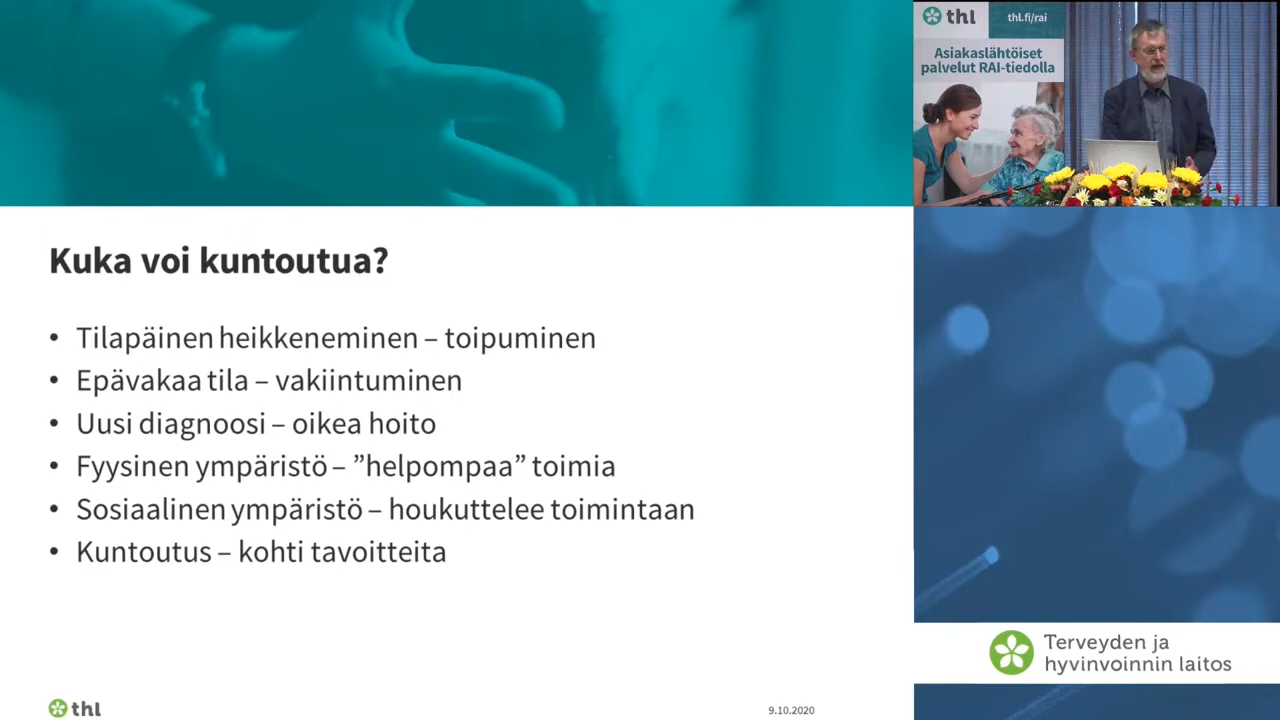 thl
thl.fi/rai
Asiakaslähtöiset
palvelut RAI-tiedolla
Kuka voi kuntoutua?
• Tilapäinen heikkeneminen – toipuminen
• Epävakaa tila – vakiintuminen
• Uusi diagnoosi – oikea hoito
• Fyysinen ympäristö – ”helpompaa” toimia
• Sosiaalinen ympäristö – houkuttelee toimintaan
• Kuntoutus – kohti tavoitteita
Terveyden ja
hyvinvoinnin laitos
thl
9.10.2020